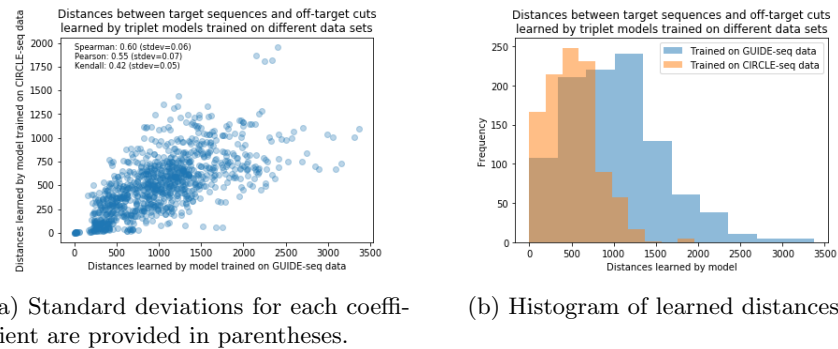 Distances between target sequences and off-target cuts
learned by triplet models trained on different data sets
Distances learned by model trained on CIRCLE-seq data
2000
1750
1500
1250
1000
750
500
250
0
Spearman: 0.60 (stdev=0.06)
Pearson: 0.55 (stdev=0.07)
Kendall: 0.42 (stdev=0.05)
0 500 1000 1500 2000 2500 3000 3500
Distances learned by model trained on GUIDE-seq data
a) Standard deviations for each coeffi-
ient are provided in parentheses.
Distances between target sequences and off-target cuts
learned by triplet models trained on different data sets
Frequency
250
200
150
100
50
0
Trained on GUIDE-seq data
Trained on CIRCLE-seq data
0 500 1000 1500 2000 2500 3000 3500
Distances learned by model
(b) Histogram of learned distances